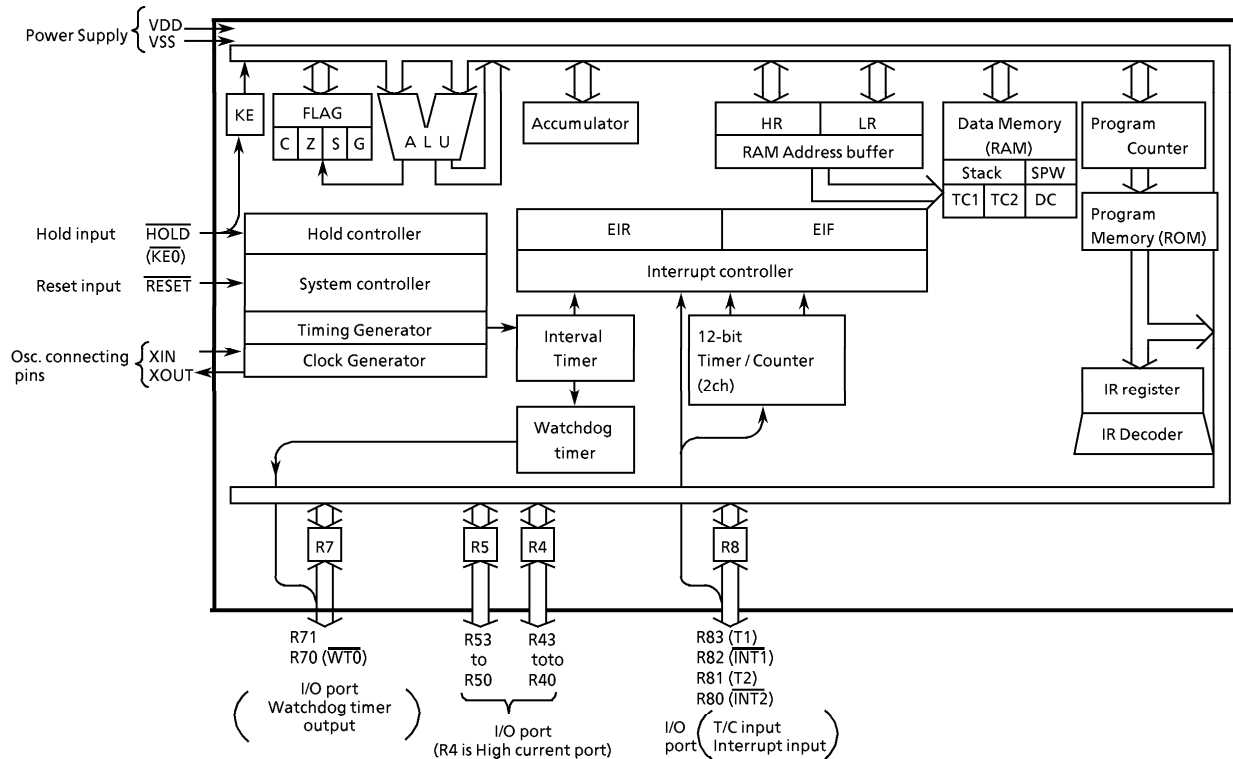 Power Supply
VDD
VSS
KE
FLAG
C Z S G
A L U
Accumulator
HR
LR
RAM Address buffer
Data Memory
(RAM)
Stack
SPW
TC1
TC2
DC
Program
Counter
Program
Memory (ROM)
Hold input
HOLD
(KE0)
Reset input
RESET
Osc. connecting
pins
XIN
XOUT
Hold controller
System controller
Timing Generator
Clock Generator
EIR
EIF
Interrupt controller
Interval
Timer
12-bit
Timer / Counter
(2ch)
Watchdog
timer
IR register
IR Decoder
R7
R5
R4
R8
R71
R70 (WT0)
I/O port
Watchdog timer
output
R53
to
R50
R43
toto
R40
I/O port
(R4 is High current port)
R83 (T1)
R82 (INT1)
R81 (T2)
R80 (INT2)
I/O
port
T/C input
Interrupt input